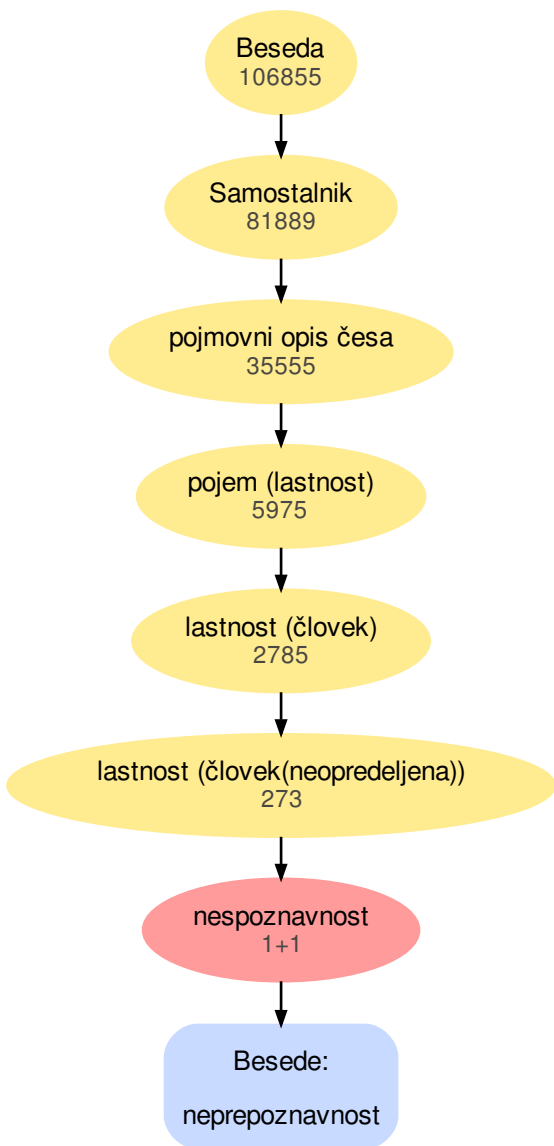 Beseda
106855
Samostalnik
81889
pojmovni opis česa
35555
pojem (lastnost)
5975
lastnost (človek)
2785
lastnost (človek(neopredeljena))
273
nespoznavnost
1+1
Besede:
neprepoznavnost